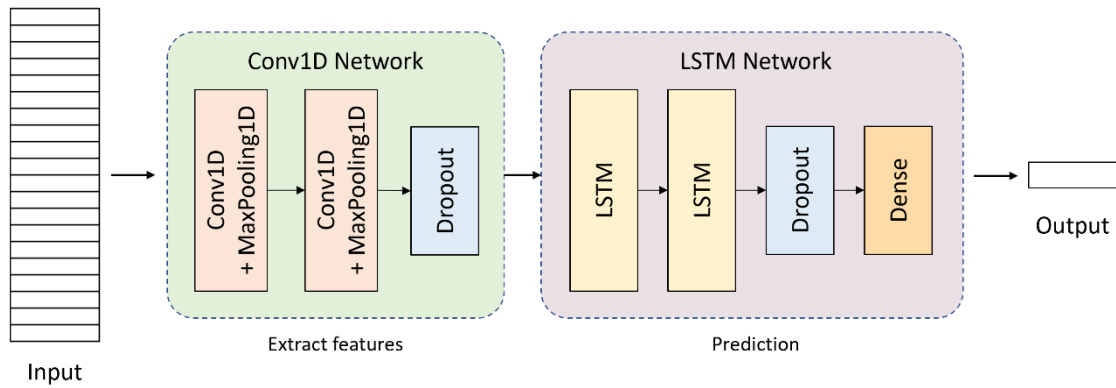 Input
Conv1D Network
Conv1D
+ MaxPooling1D
Conv1D
+ MaxPooling1D
Dropout
Extract features
LSTM Network
LSTM
LSTM
Dropout
Dense
Prediction
Output